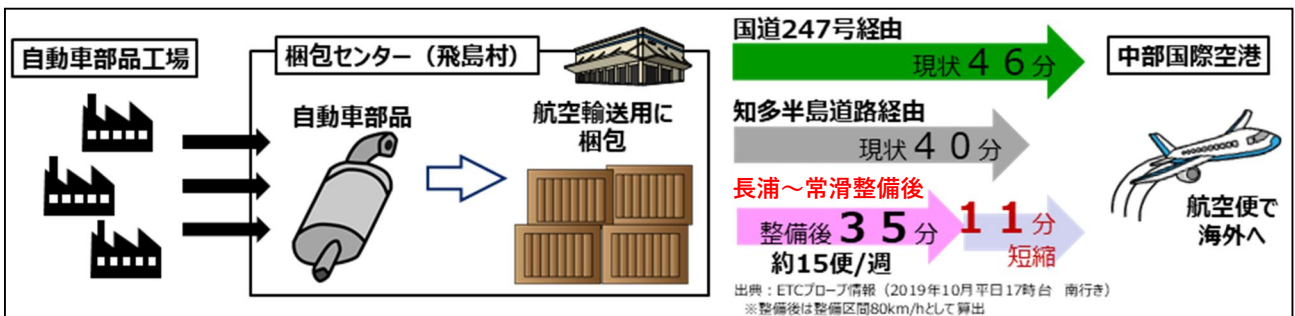 自動車部品工場
梱包センター（飛島村）
自動車部品
航空輸送用に
梱包
国道247号経由
現状46分
知多半島道路経由
現状40分
長浦～常滑整備後
整備後35分
11分
短縮
約15便/週
中部国際空港
航空便で
海外へ
出典：ETCプローブ情報（2019年10月平日17時台　南行き）
※整備後は整備区間80km/hとして算出